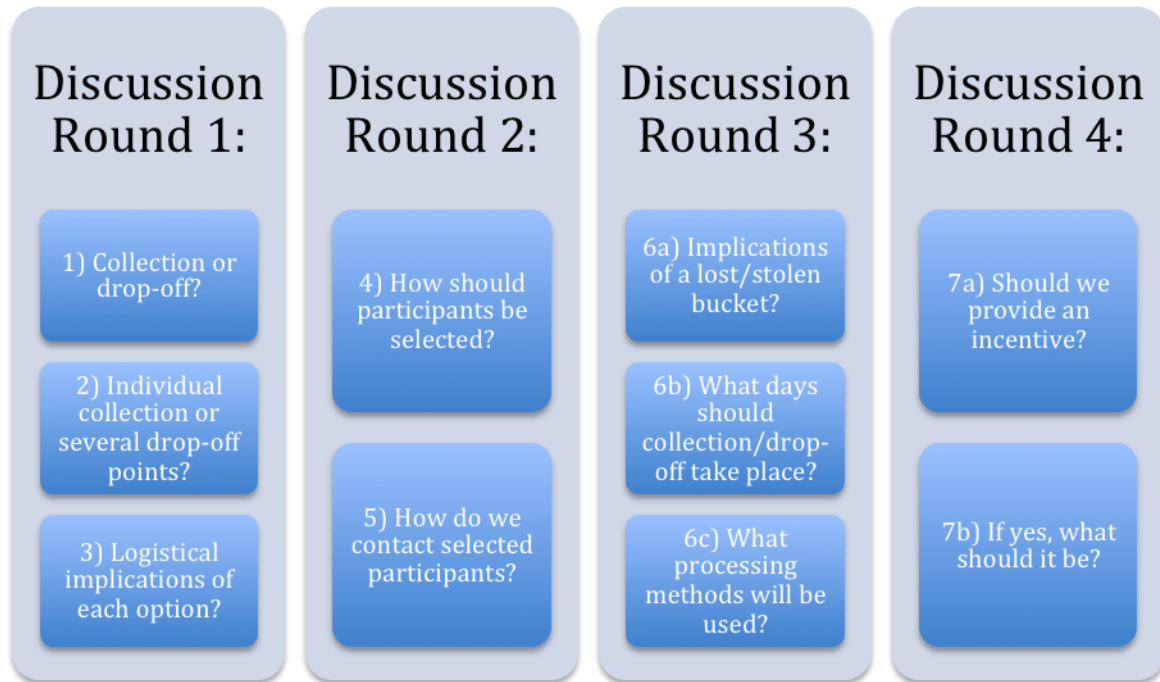 Discussion
Round 1:
1) Collection or
drop-off?
2) Individual
collection or
several drop-off
points?
3) Logistical
implications of
each option?
Discussion
Round 2:
4) How should
participants be
selected?
5) How do we
contact selected
participants?
Discussion
Round 3:
6a) Implications
of a lost/stolen
bucket?
6b) What days
should
collection/drop-
off take place?
6c) What
processing
methods will be
used?
Discussion
Round 4:
7a) Should we
provide an
incentive?
7b) If yes, what
should it be?